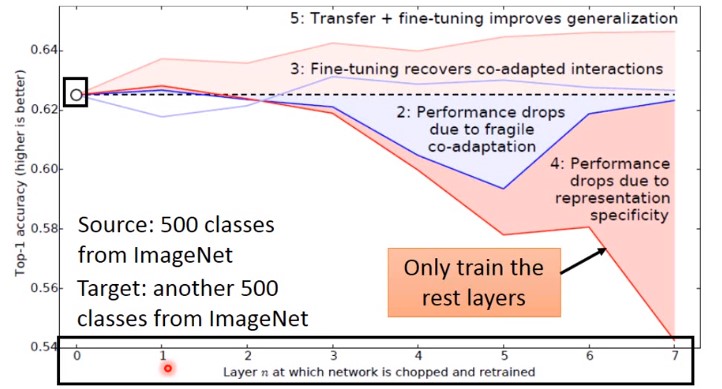 5: Transfer + fine-tuning improves generalization
0.64
3: Fine-tuning recovers co-adapted interactions
0.62
2: Performance drops
due to fragile
co-adaptation
0.60
4: Performance
drops due to
representation
specificity
Top-1 accuracy (higher is better)
0.58
Source: 500 classes
from ImageNet
Target: another 500
classes from ImageNet
Only train the
rest layers
0.56
0.54
0 1 2 3 4 5 6 7
Layer n at which network is chopped and retrained